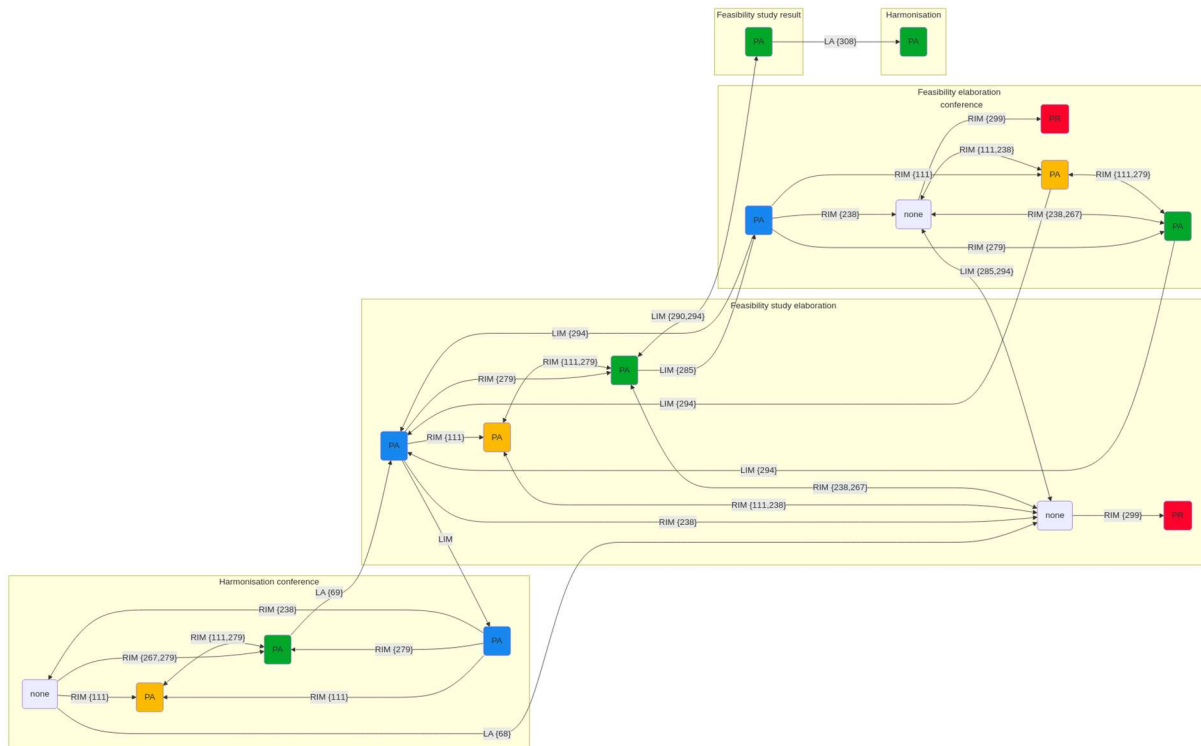 Feasibility study result
Harmonisation
PA
LA {308}
PA
Feasibility elaboration
conference
RIM {299}
PR
RIM {111,238}
RIM {111}
PA
RIM {111,279}
PA
RIM {238}
none
RIM {238,267}
PA
RIM {279}
LIM {285,294}
Feasibility study elaboration
LIM {290,294}
LIM {294}
RIM {111,279}
PA
LIM {285}
RIM {279}
LIM {294}
PA
RIM {111}
PA
LIM {294}
RIM {238,267}
RIM {111,238}
none
RIM {299}
PR
RIM {238}
LIM
Harmonisation conference
LA {69}
RIM {238}
RIM {111,279}
PA
RIM {279}
PA
RIM {267,279}
none
RIM {111}
PA
RIM {111}
LA {68}